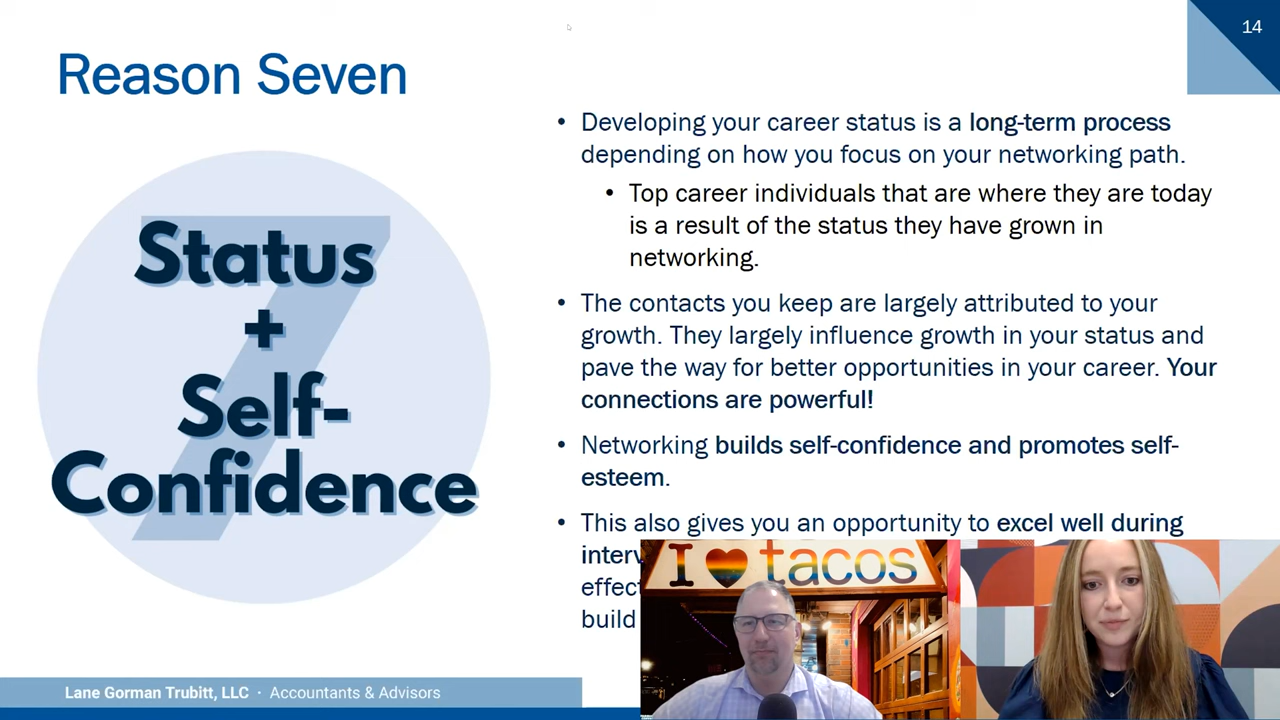 14
Reason Seven
Status
+
Self-
Confidence
7
• Developing your career status is a long-term process
depending on how you focus on your networking path.
• Top career individuals that are where they are today
is a result of the status they have grown in
networking.
• The contacts you keep are largely attributed to your
growth. They largely influence growth in your status and
pave the way for better opportunities in your career. Your
connections are powerful!
• Networking builds self-confidence and promotes self-
esteem.
• This also gives you an opportunity to excel well during
build
I ♥ tacos
Lane Gorman Trubitt, LLC · Accountants & Advisors